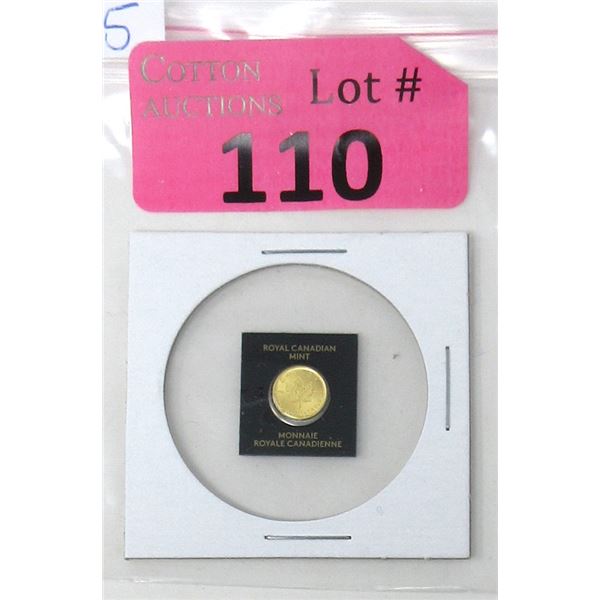 5
COTTON
AUCTIONS
Lot #
110
ROYAL CANADIAN
MINT
MONNAIE
ROYALE CANADIENNE